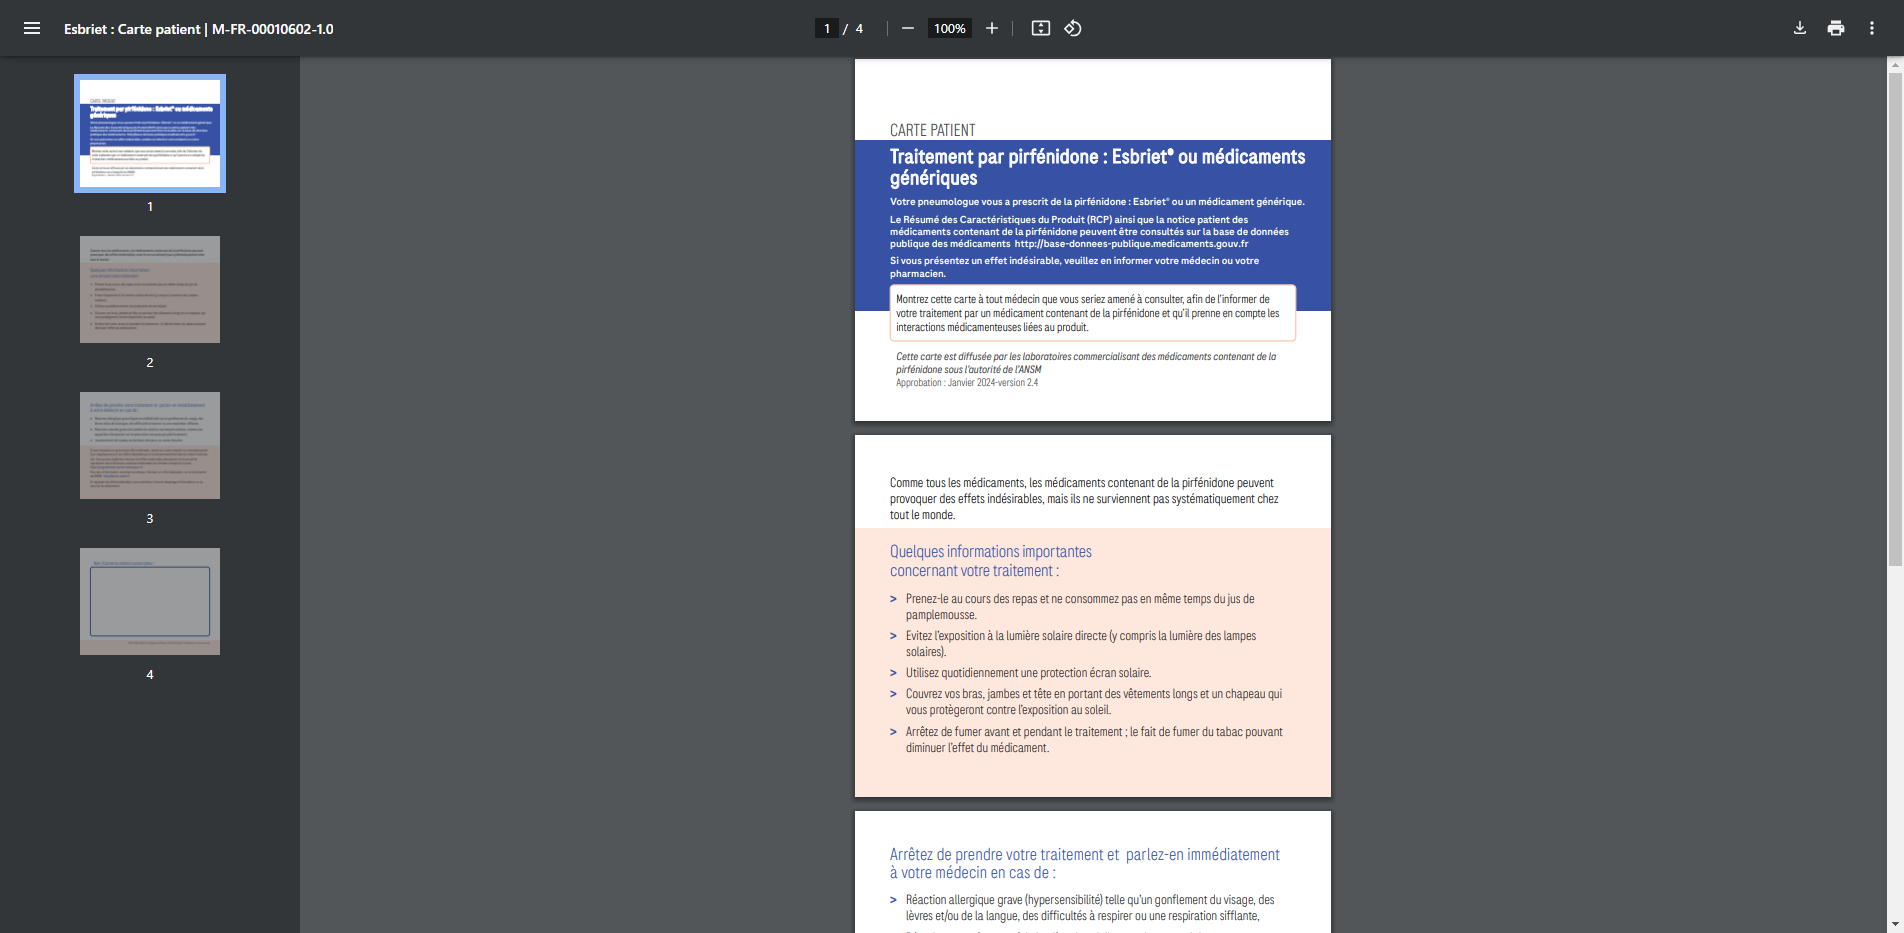 Esbriet : Carte patient | M-FR-00010602-1.0
1 / 4
100%
1
2
3
4
CARTE PATIENT
Traitement par pirfénidone : Esbriet® ou médicaments
génériques
Votre pneumologue vous a prescrit de la pirfénidone : Esbriet® ou un médicament générique.
Le Résumé des Caractéristiques du Produit (RCP) ainsi que la notice patient des
médicaments contenant de la pirfénidone peuvent être consultés sur la base de données
publique des médicaments http://base-donnees-publique.medicaments.gouv.fr
Si vous présentez un effet indésirable, veuillez en informer votre médecin ou votre
pharmacien.
Montrez cette carte à tout médecin que vous seriez amené à consulter, afin de l'informer de
votre traitement par un médicament contenant de la pirfénidone et qu'il prenne en compte les
interactions médicamenteuses liées au produit.
Cette carte est diffusée par les laboratoires commercialisant des médicaments contenant de la
pirfénidone sous l'autorité de l'ANSM
Approbation : Janvier 2024-version 2.4
Comme tous les médicaments, les médicaments contenant de la pirfénidone peuvent
provoquer des effets indésirables, mais ils ne surviennent pas systématiquement chez
tout le monde.
Quelques informations importantes
concernant votre traitement :
> Prenez-le au cours des repas et ne consommez pas en même temps du jus de
pamplemousse.
> Evitez l'exposition à la lumière solaire directe (y compris la lumière des lampes
solaires).
> Utilisez quotidiennement une protection écran solaire.
> Couvrez vos bras, jambes et tête en portant des vêtements longs et un chapeau qui
vous protègeront contre l'exposition au soleil.
> Arrêtez de fumer avant et pendant le traitement ; le fait de fumer du tabac pouvant
diminuer l'effet du médicament.
Arrêtez de prendre votre traitement et parlez-en immédiatement
à votre médecin en cas de :
> Réaction allergique grave (hypersensibilité) telle qu'un gonflement du visage, des
lèvres et/ou de la langue, des difficultés à respirer ou une respiration sifflante,